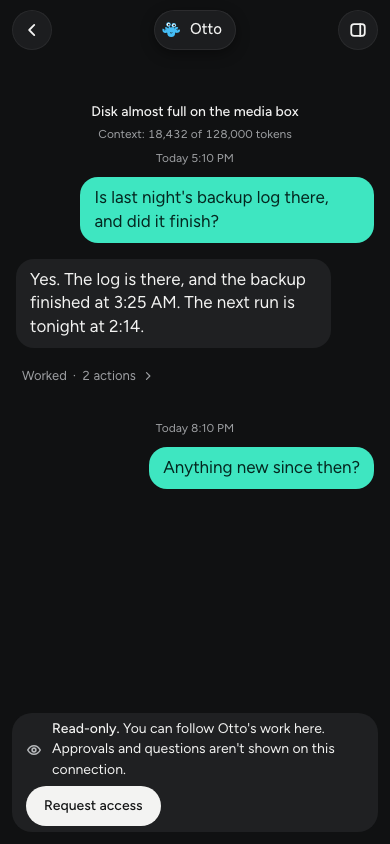 Otto
Disk almost full on the media box
Context: 18,432 of 128,000 tokens
Today 5:10 PM
Is last night's backup log there,
and did it finish?
Yes. The log is there, and the backup
finished at 3:25 AM. The next run is
tonight at 2:14.
Worked · 2 actions
Today 8:10 PM
Anything new since then?
Read-only. You can follow Otto's work here.
Approvals and questions aren't shown on this
connection.
Request access